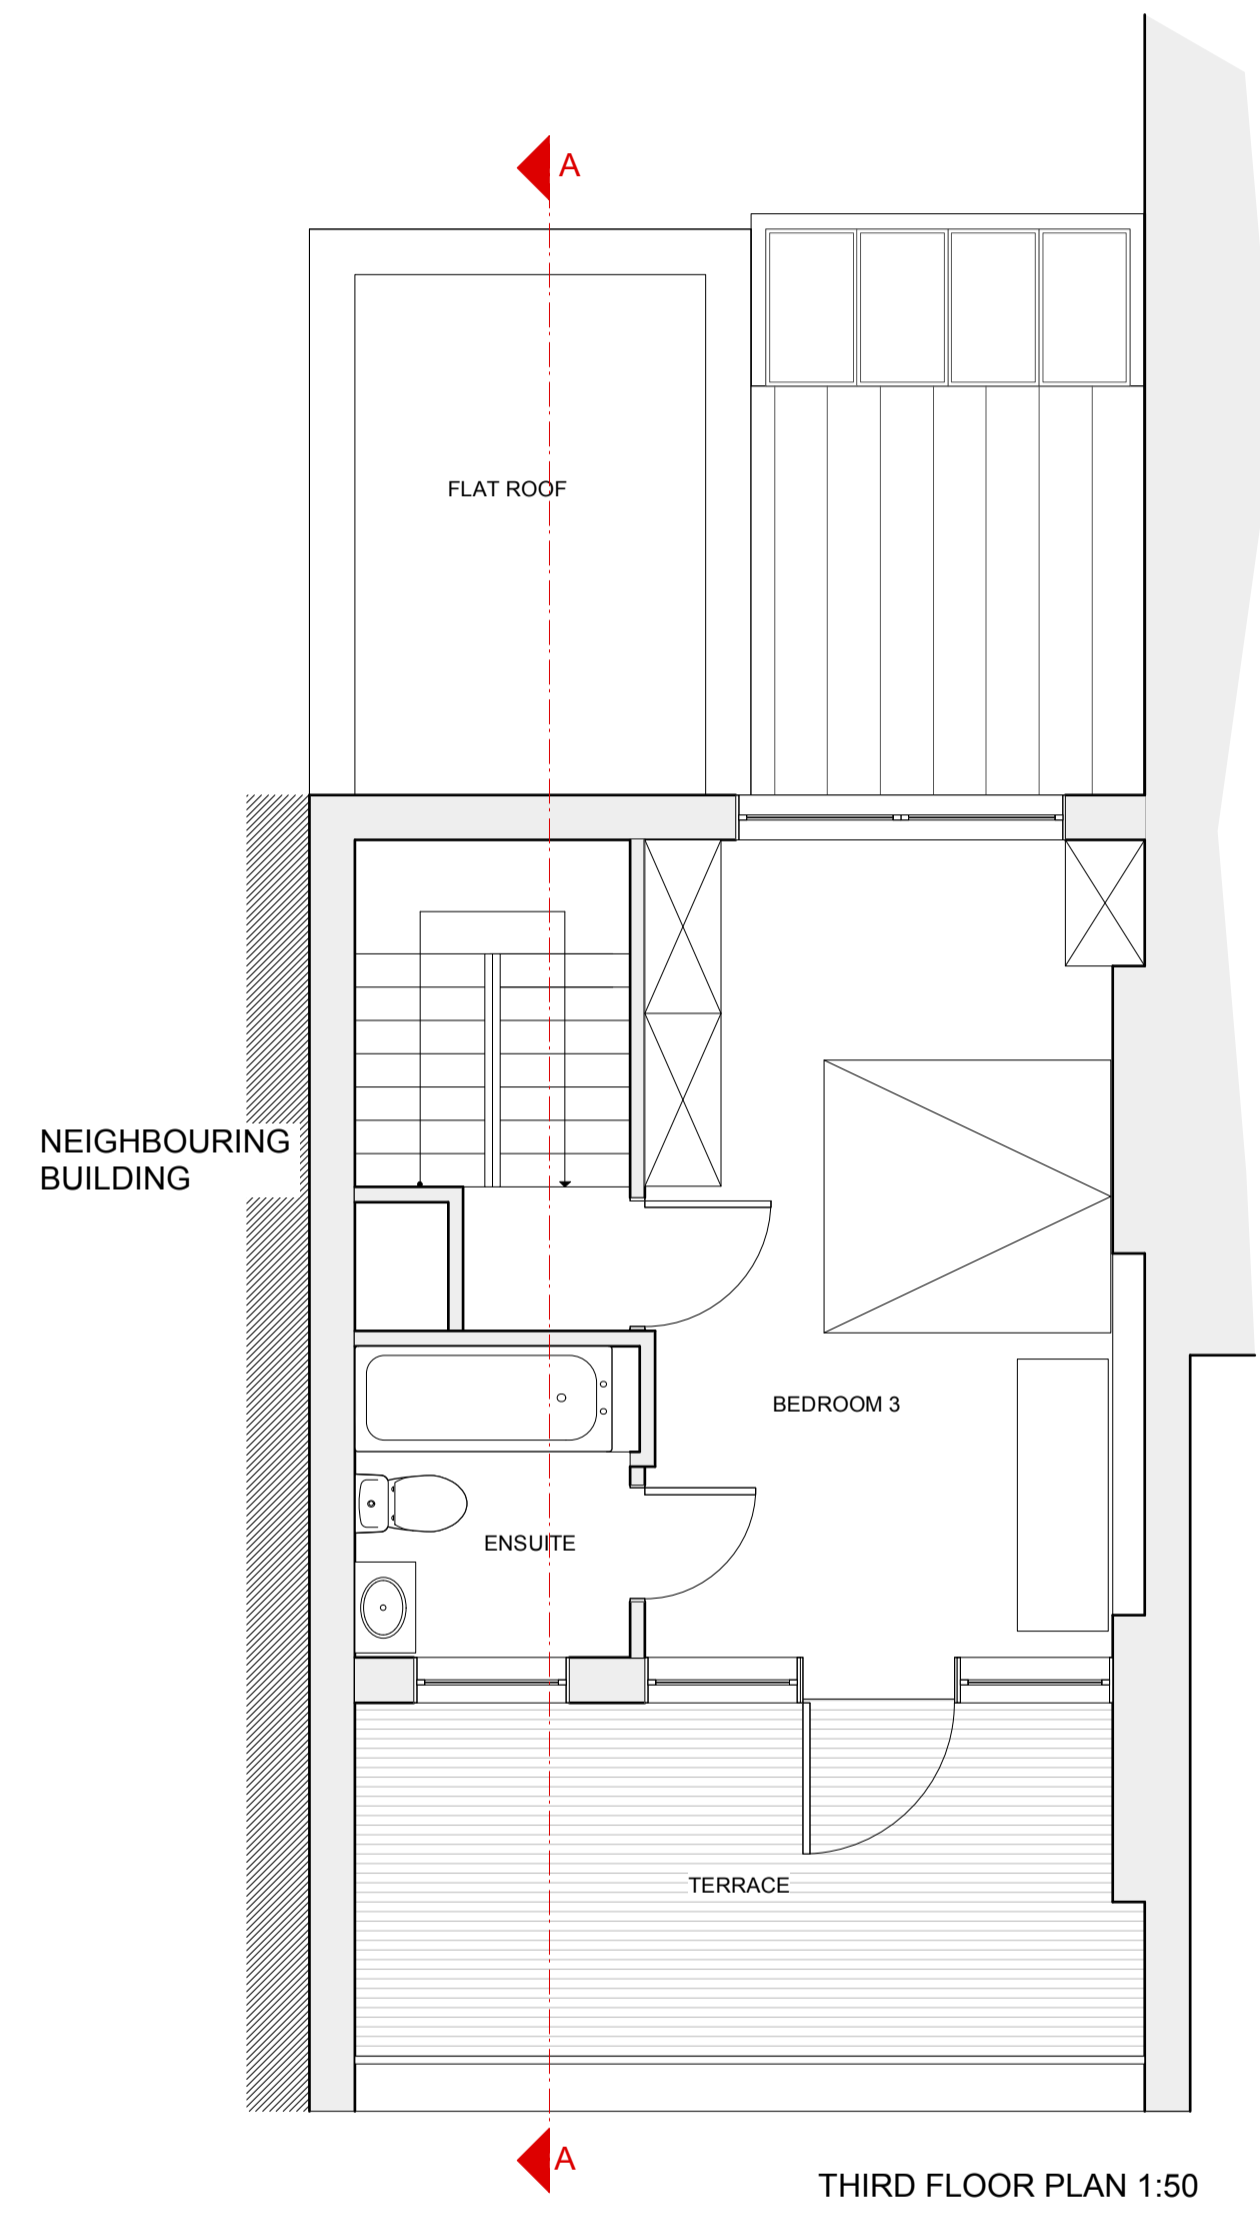 A
FLAT ROOF
NEIGHBOURING
BUILDING
BEDROOM 3
ENSUITE
TERRACE
A
THIRD FLOOR PLAN 1:50